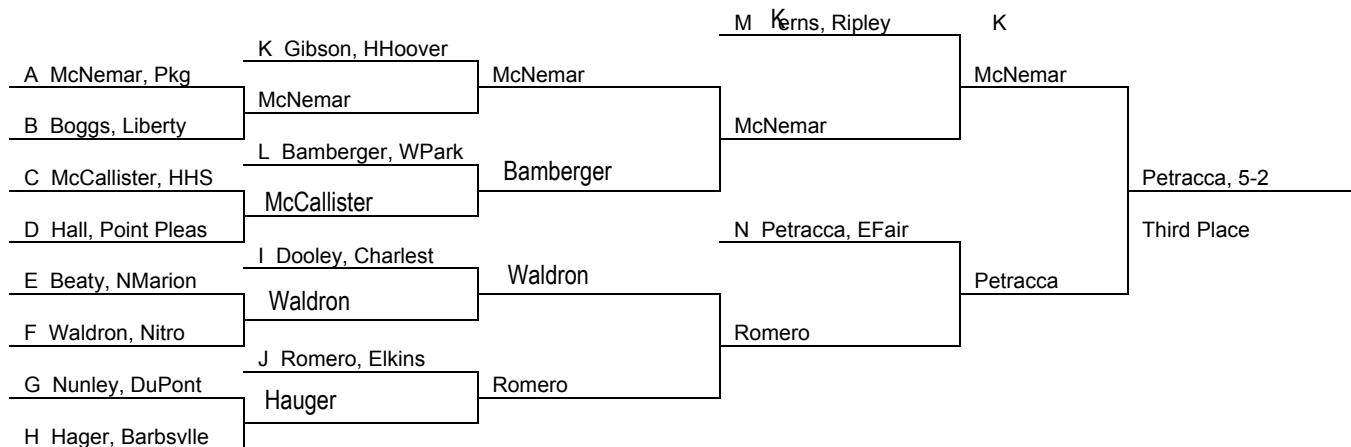 M Kerns, Ripley K
K Gibson, HHoover
A McNemar, Pkg McNemar McNemar
McNemar
B Boggs, Liberty McNemar
L Bamberger, WPark
C McCallister, HHS Bamberger Petracca, 5-2
McCallister
D Hall, Point Pleas N Petracca, EFair Third Place
I Dooley, Charlest
E Beaty, NMarion Waldron Petracca
Waldron
F Waldron, Nitro Romero
J Romero, Elkins
G Nunley, DuPont Romero
Hauger
H Hager, Barbsvlle